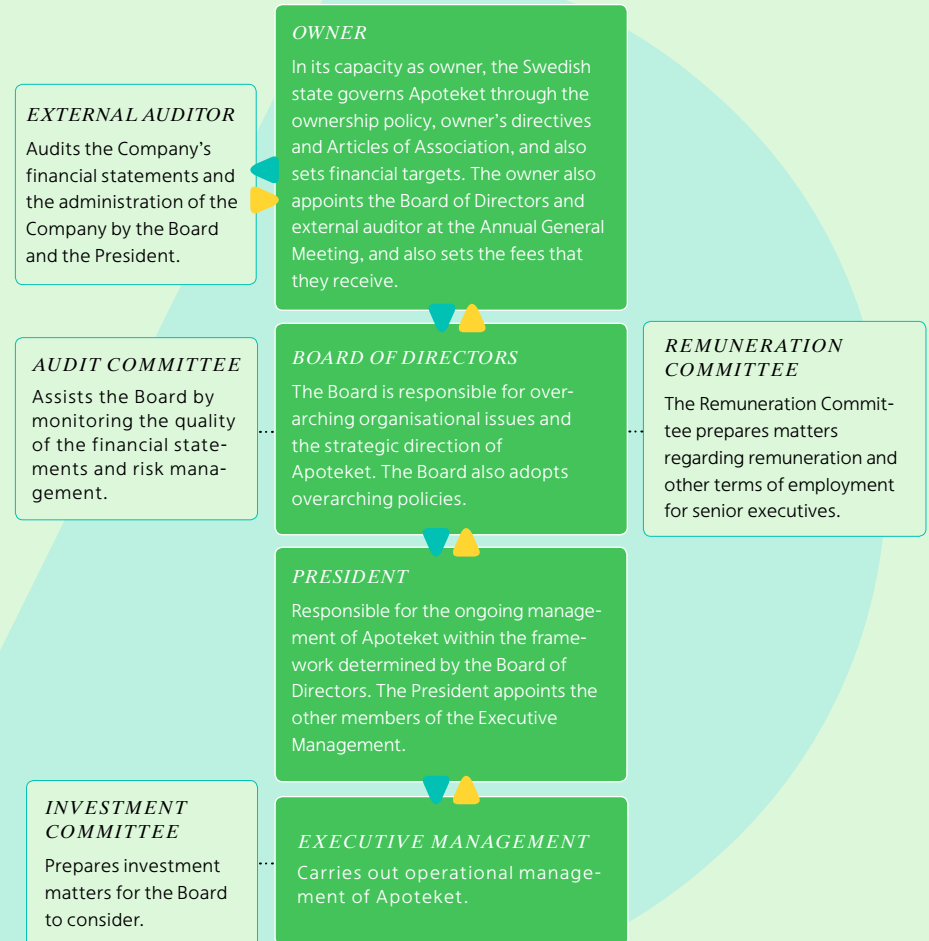 OWNER
In its capacity as owner, the Swedish
state governs Apoteket through the
ownership policy, owner’s directives
and Articles of Association, and also
sets financial targets. The owner also
appoints the Board of Directors and
external auditor at the Annual General
Meeting, and also sets the fees that
they receive.
EXTERNAL AUDITOR
Audits the Company’s
financial statements and
the administration of the
Company by the Board
and the President.
AUDIT COMMITTEE
Assists the Board by
monitoring the quality
of the financial state-
ments and risk mana-
gement.
BOARD OF DIRECTORS
The Board is responsible for over-
arching organisational issues and
the strategic direction of
Apoteket. The Board also adopts
overarching policies.
REMUNERATION
COMMITTEE
The Remuneration Commit-
tee prepares matters
regarding remuneration and
other terms of employment
for senior executives.
PRESIDENT
Responsible for the ongoing manage-
ment of Apoteket within the frame-
work determined by the Board of
Directors. The President appoints the
other members of the Executive
Management.
INVESTMENT
COMMITTEE
Prepares investment
matters for the Board
to consider.
EXECUTIVE MANAGEMENT
Carries out operational manage-
ment of Apoteket.